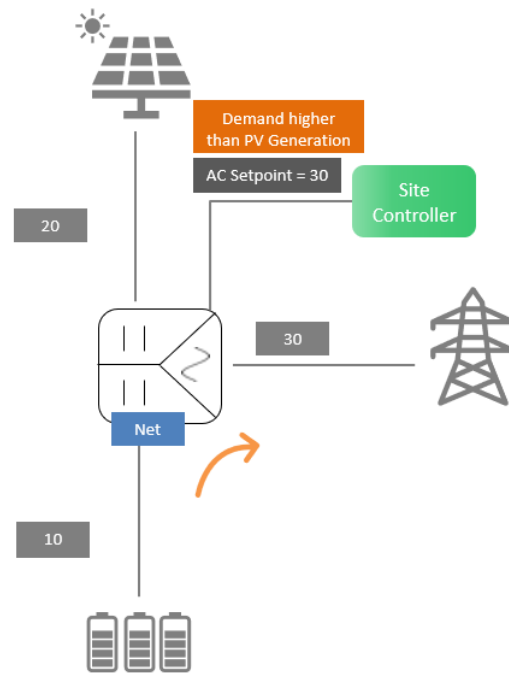 Demand higher
than PV Generation
AC Setpoint = 30
Site
Controller
20
30
Net
10